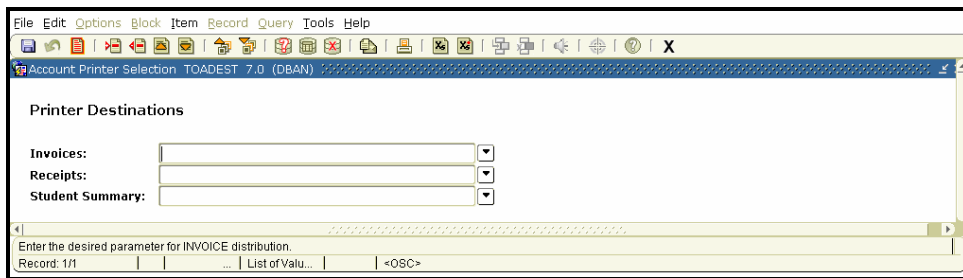 File Edit Options Block Item Record Query Tools Help
X
Account Printer Selection TOADEST 7.0 (DBAN)
Printer Destinations
Invoices:
Receipts:
Student Summary:
Enter the desired parameter for INVOICE distribution.
Record: 1/1 ... List of Valu... <OSC>